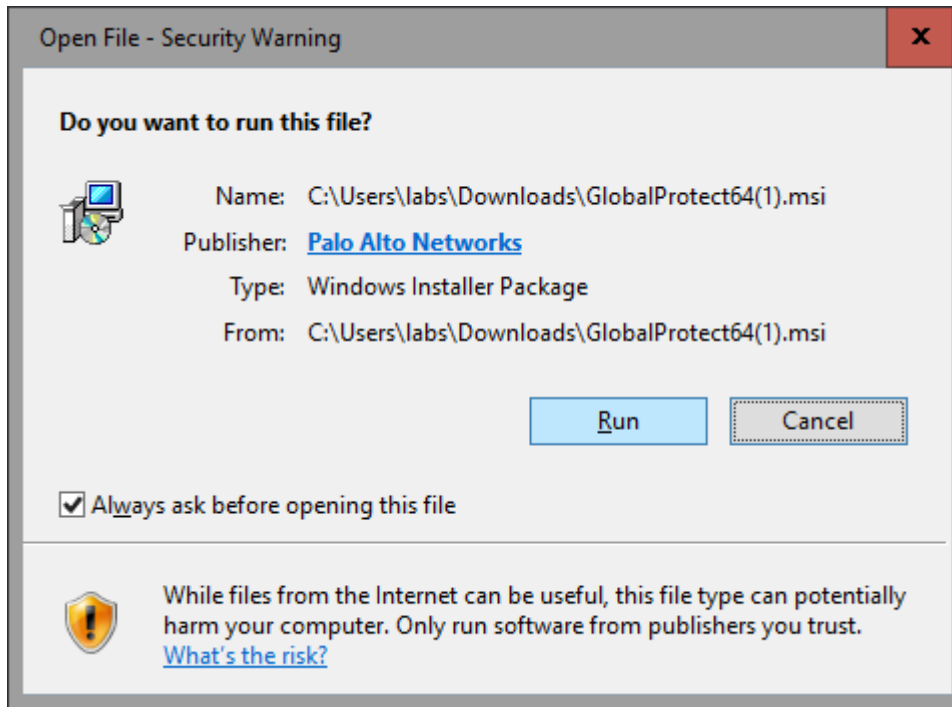 Open File - Security Warning
x
Do you want to run this file?
Name: C:\Users\labs\Downloads\GlobalProtect64(1).msi
Publisher: Palo Alto Networks
Type: Windows Installer Package
From: C:\Users\labs\Downloads\GlobalProtect64(1).msi
Run Cancel
Always ask before opening this file
While files from the Internet can be useful, this file type can potentially
harm your computer. Only run software from publishers you trust.
What's the risk?